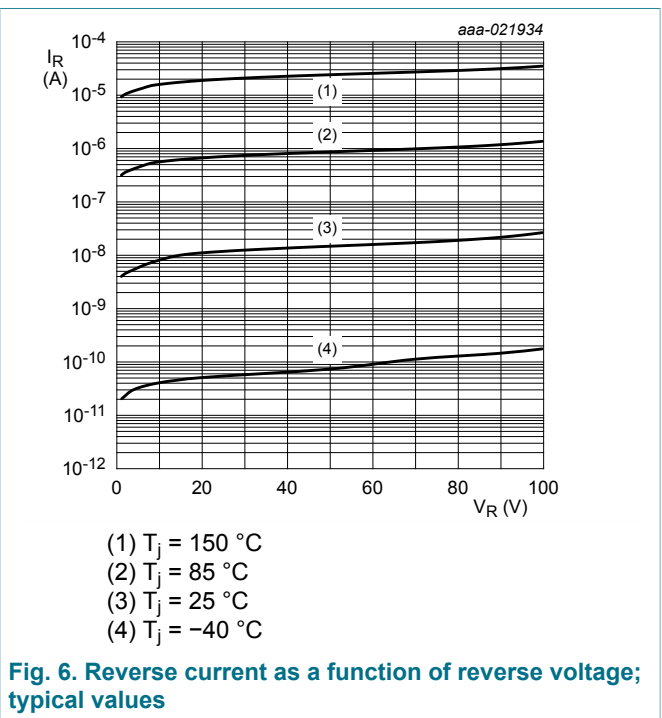 aaa-021934
I_R
(A)
10^-4
10^-5
10^-6
10^-7
10^-8
10^-9
10^-10
10^-11
10^-12
(1)
(2)
(3)
(4)
0 20 40 60 80 100
V_R (V)
(1) T_j = 150 °C
(2) T_j = 85 °C
(3) T_j = 25 °C
(4) T_j = −40 °C
Fig. 6. Reverse current as a function of reverse voltage;
typical values